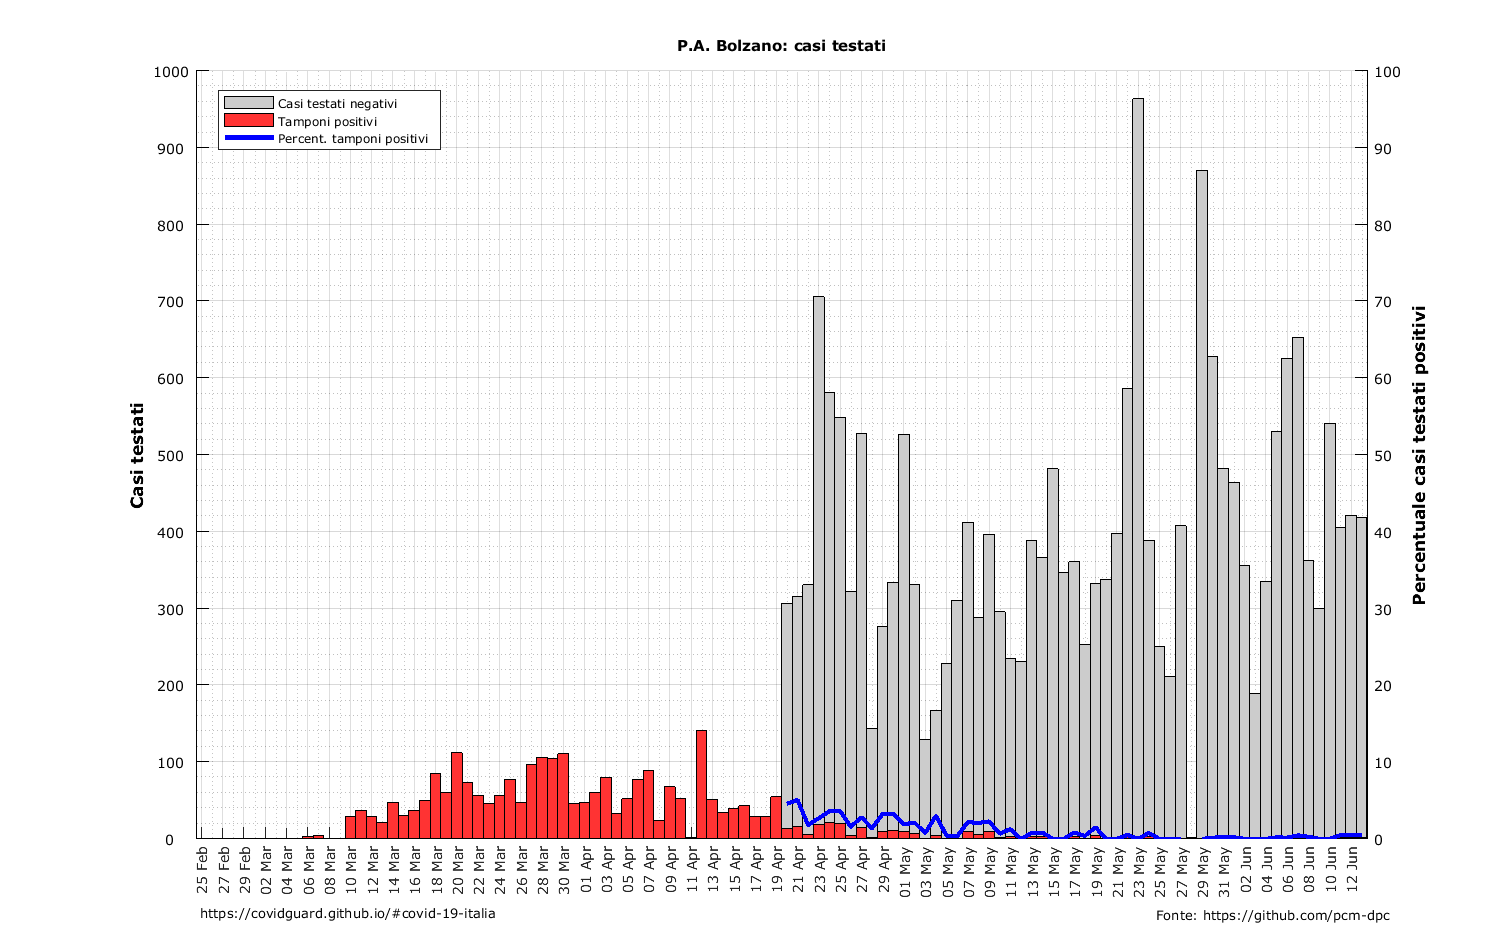 P.A. Bolzano: casi testati
Casi testati negativi
Tamponi positivi
Percent. tamponi positivi
Casi testati
0
100
200
300
400
500
600
700
800
900
1000
Percentuale casi testati positivi
0
10
20
30
40
50
60
70
80
90
100
25 Feb
27 Feb
29 Feb
02 Mar
04 Mar
06 Mar
08 Mar
10 Mar
12 Mar
14 Mar
16 Mar
18 Mar
20 Mar
22 Mar
24 Mar
26 Mar
28 Mar
30 Mar
01 Apr
03 Apr
05 Apr
07 Apr
09 Apr
11 Apr
13 Apr
15 Apr
17 Apr
19 Apr
21 Apr
23 Apr
25 Apr
27 Apr
29 Apr
01 May
03 May
05 May
07 May
09 May
11 May
13 May
15 May
17 May
19 May
21 May
23 May
25 May
27 May
29 May
31 May
02 Jun
04 Jun
06 Jun
08 Jun
10 Jun
12 Jun
https://covidguard.github.io/#covid-19-italia
Fonte: https://github.com/pcm-dpc